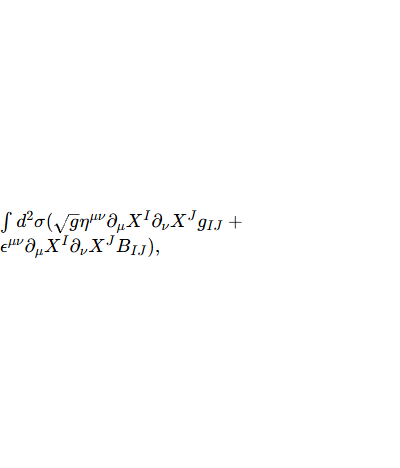 ∫ d²σ(√g η^{μν} ∂_μ X^I ∂_ν X^J g_{IJ} +
ϵ^{μν} ∂_μ X^I ∂_ν X^J B_{IJ}),